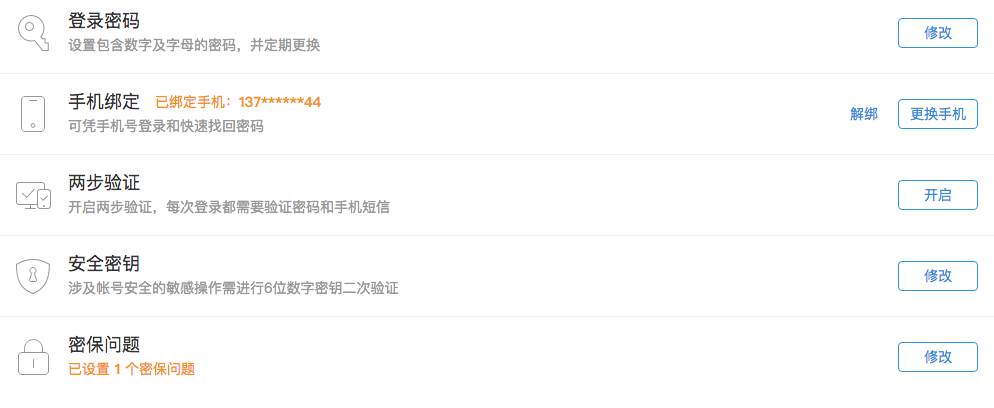 登录密码
设置包含数字及字母的密码，并定期更换
修改
手机绑定 已绑定手机：137******44
可凭手机号登录和快速找回密码
解绑 更换手机
两步验证
开启两步验证，每次登录都需要验证密码和手机短信
开启
安全密钥
涉及帐号安全的敏感操作需进行6位数字密钥二次验证
修改
密保问题
已设置 1 个密保问题
修改